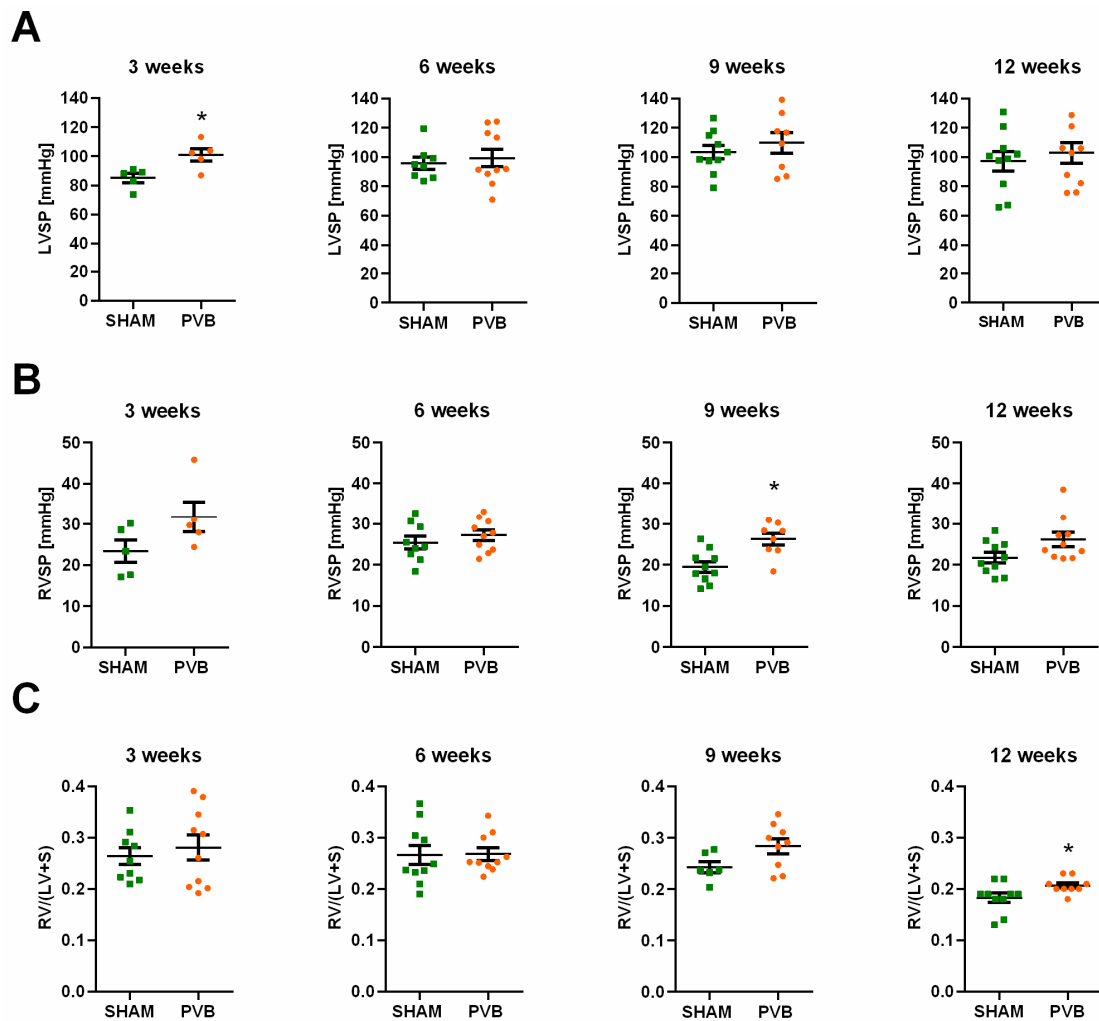 A
3 weeks
6 weeks
9 weeks
12 weeks
LVSP [mmHg]
140
120
100
80
60
40
20
0
SHAM PVB
*
LVSP [mmHg]
140
120
100
80
60
40
20
0
SHAM PVB
LVSP [mmHg]
140
120
100
80
60
40
20
0
SHAM PVB
LVSP [mmHg]
140
120
100
80
60
40
20
0
SHAM PVB
B
3 weeks
6 weeks
9 weeks
12 weeks
RVSP [mmHg]
50
40
30
20
10
0
SHAM PVB
RVSP [mmHg]
50
40
30
20
10
0
SHAM PVB
RVSP [mmHg]
50
40
30
20
10
0
SHAM PVB
*
RVSP [mmHg]
50
40
30
20
10
0
SHAM PVB
C
3 weeks
6 weeks
9 weeks
12 weeks
RV/(LV+S)
0.4
0.3
0.2
0.1
0.0
SHAM PVB
RV/(LV+S)
0.4
0.3
0.2
0.1
0.0
SHAM PVB
RV/(LV+S)
0.4
0.3
0.2
0.1
0.0
SHAM PVB
RV/(LV+S)
0.4
0.3
0.2
0.1
0.0
SHAM PVB
*